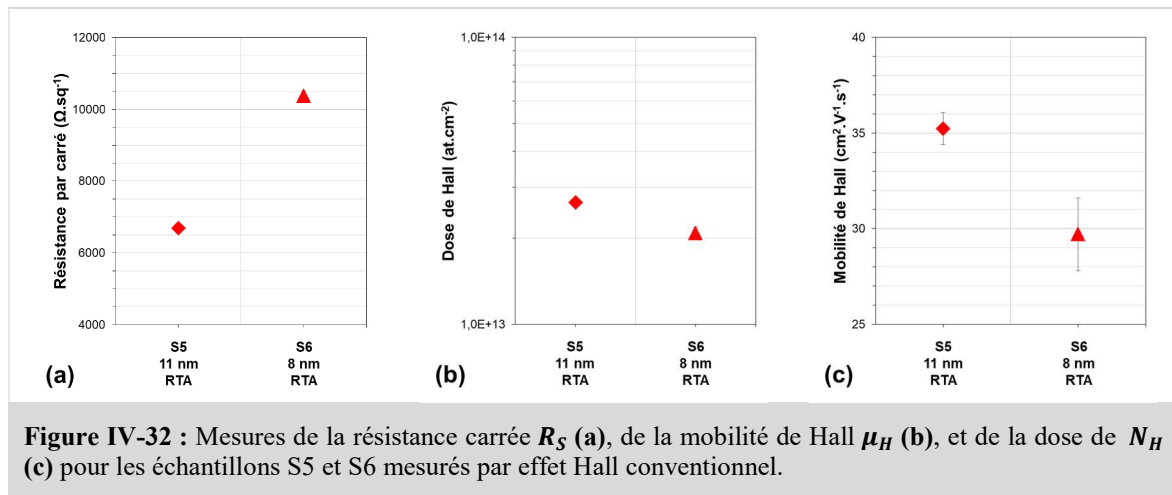 12000
10000
8000
6000
4000
Résistance par carré (Ω.sq⁻¹)
S5
11 nm
RTA
S6
8 nm
RTA
(a)
1,0E+14
1,0E+13
Dose de Hall (at.cm⁻²)
S5
11 nm
RTA
S6
8 nm
RTA
(b)
40
35
30
25
Mobilité de Hall (cm².V⁻¹.s⁻¹)
S5
11 nm
RTA
S6
8 nm
RTA
(c)
Figure IV-32 : Mesures de la résistance carrée R_S (a), de la mobilité de Hall μ_H (b), et de la dose de N_H
(c) pour les échantillons S5 et S6 mesurés par effet Hall conventionnel.